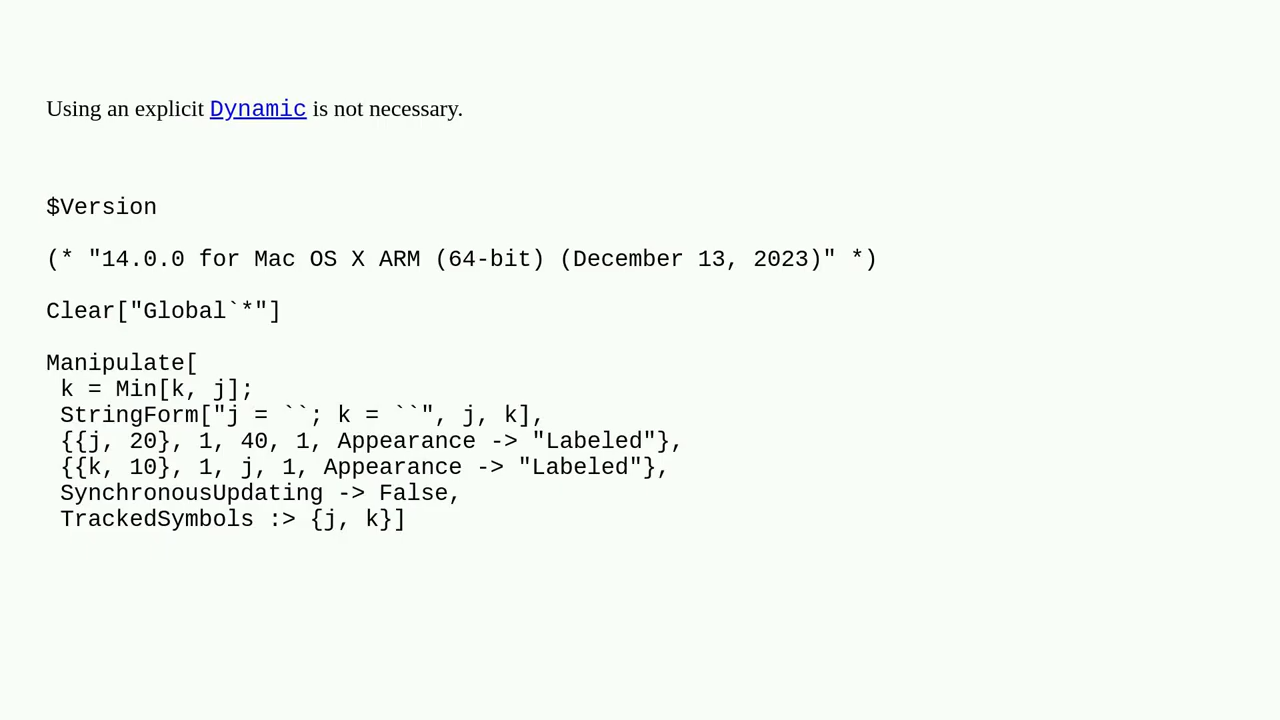 Using an explicit Dynamic is not necessary.
$Version
(* "14.0.0 for Mac OS X ARM (64-bit) (December 13, 2023)" *)
Clear["Global`*"]
Manipulate[
 k = Min[k, j];
 StringForm["j = ``; k = ``", j, k],
 {{j, 20}, 1, 40, 1, Appearance -> "Labeled"},
 {{k, 10}, 1, j, 1, Appearance -> "Labeled"},
 SynchronousUpdating -> False,
 TrackedSymbols :> {j, k}]